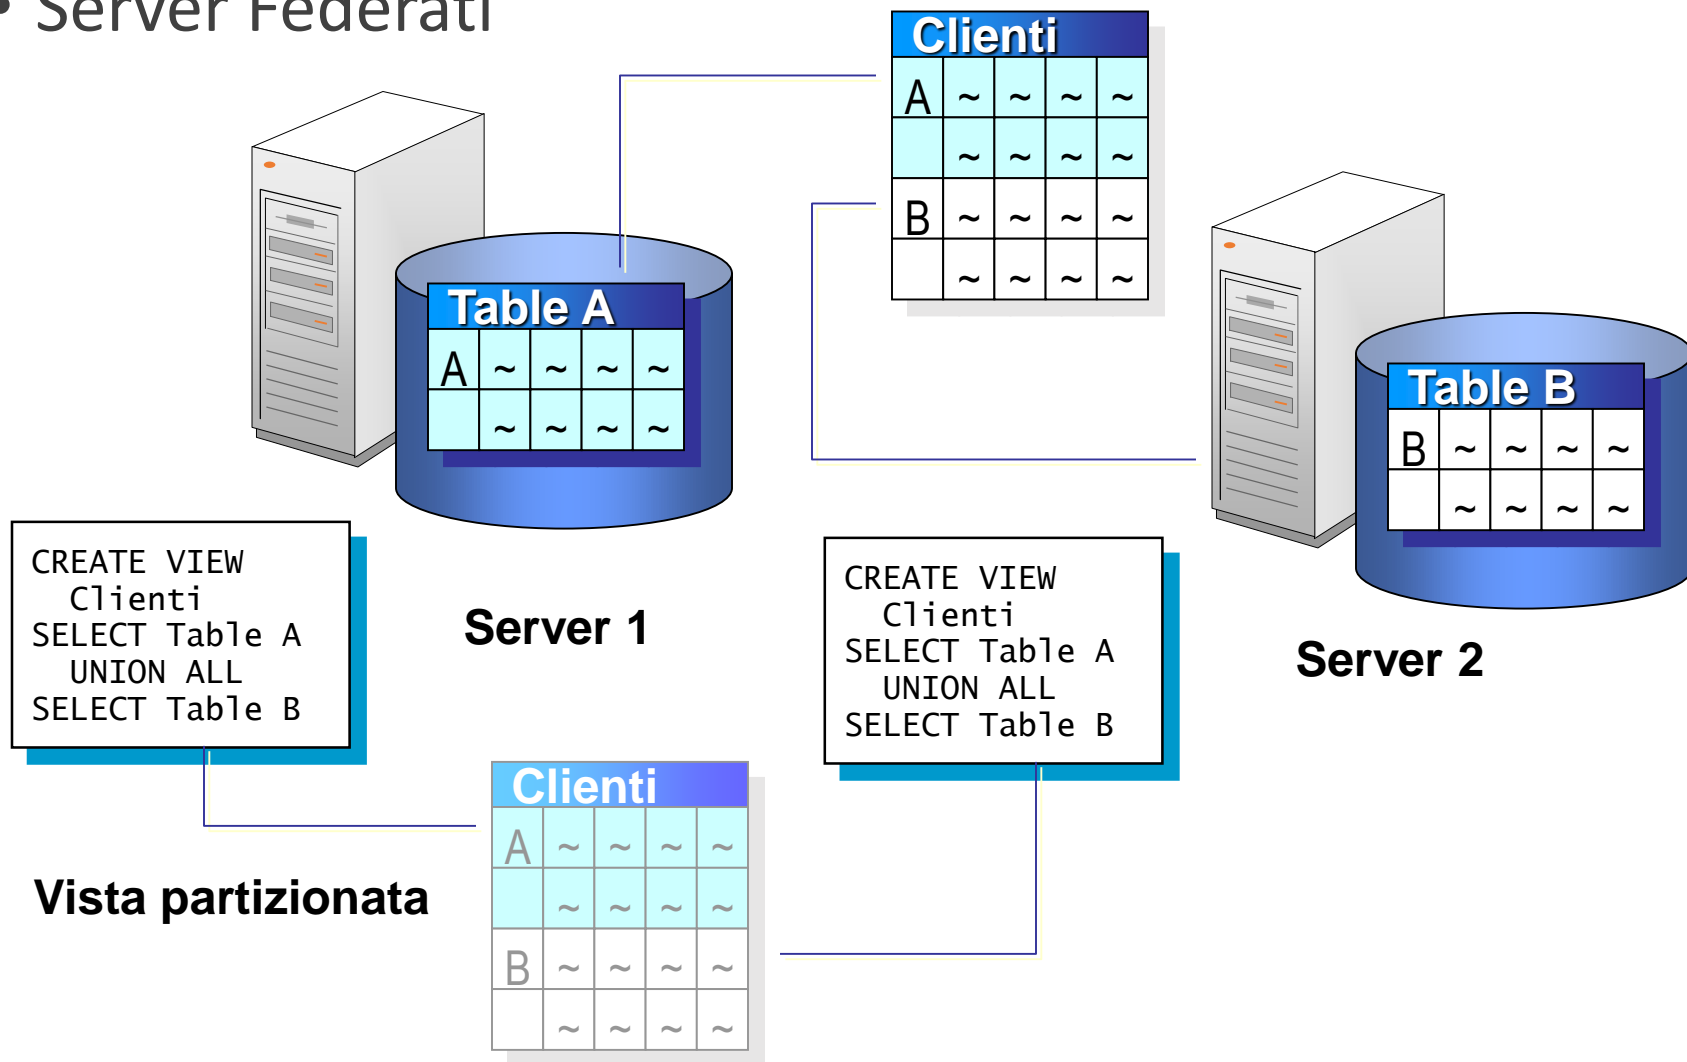 • Server Federati
Clienti
A ~ ~ ~ ~
~ ~ ~ ~
B ~ ~ ~ ~
~ ~ ~ ~
Table A
A ~ ~ ~ ~
~ ~ ~ ~
Table B
B ~ ~ ~ ~
~ ~ ~ ~
CREATE VIEW
Clienti
SELECT Table A
UNION ALL
SELECT Table B
Server 1
CREATE VIEW
Clienti
SELECT Table A
UNION ALL
SELECT Table B
Server 2
Vista partizionata
Clienti
A ~ ~ ~ ~
~ ~ ~ ~
B ~ ~ ~ ~
~ ~ ~ ~